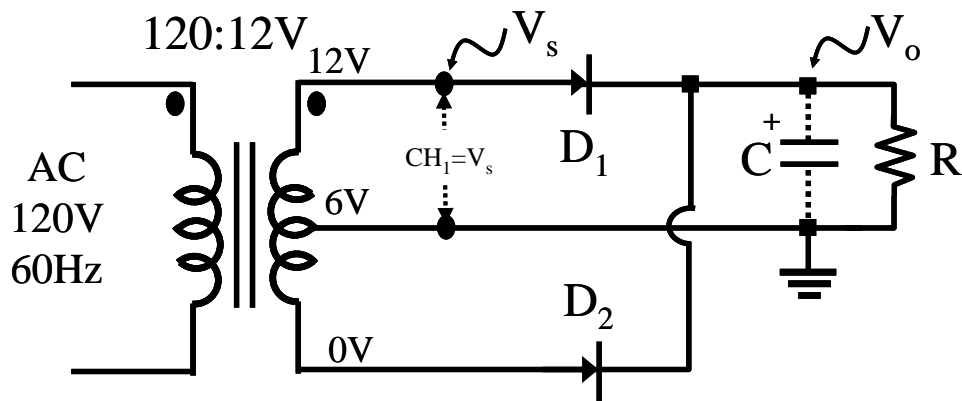 120:12V
12V
Vs
Vo
AC
120V
60Hz
CH1=Vs
D1
+
C
R
6V
D2
0V